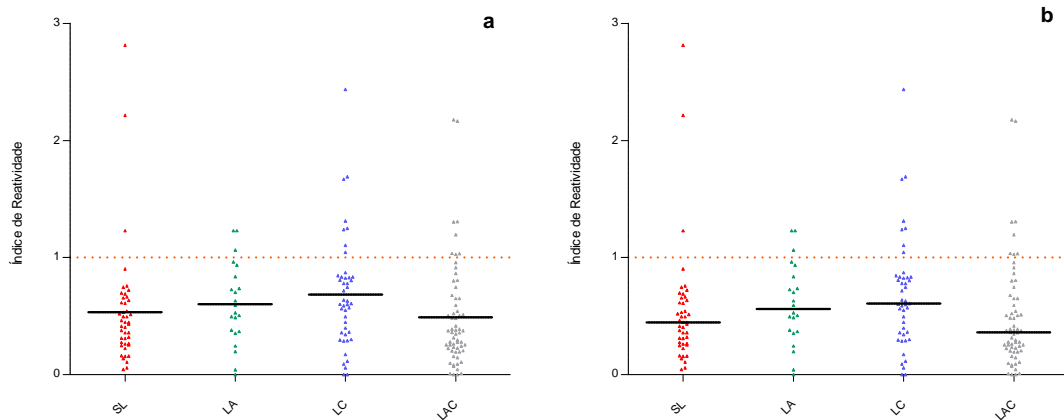 a
Índice de Reatividade
3
2
1
0
SL
LA
LC
LAC
b
Índice de Reatividade
3
2
1
0
SL
LA
LC
LAC